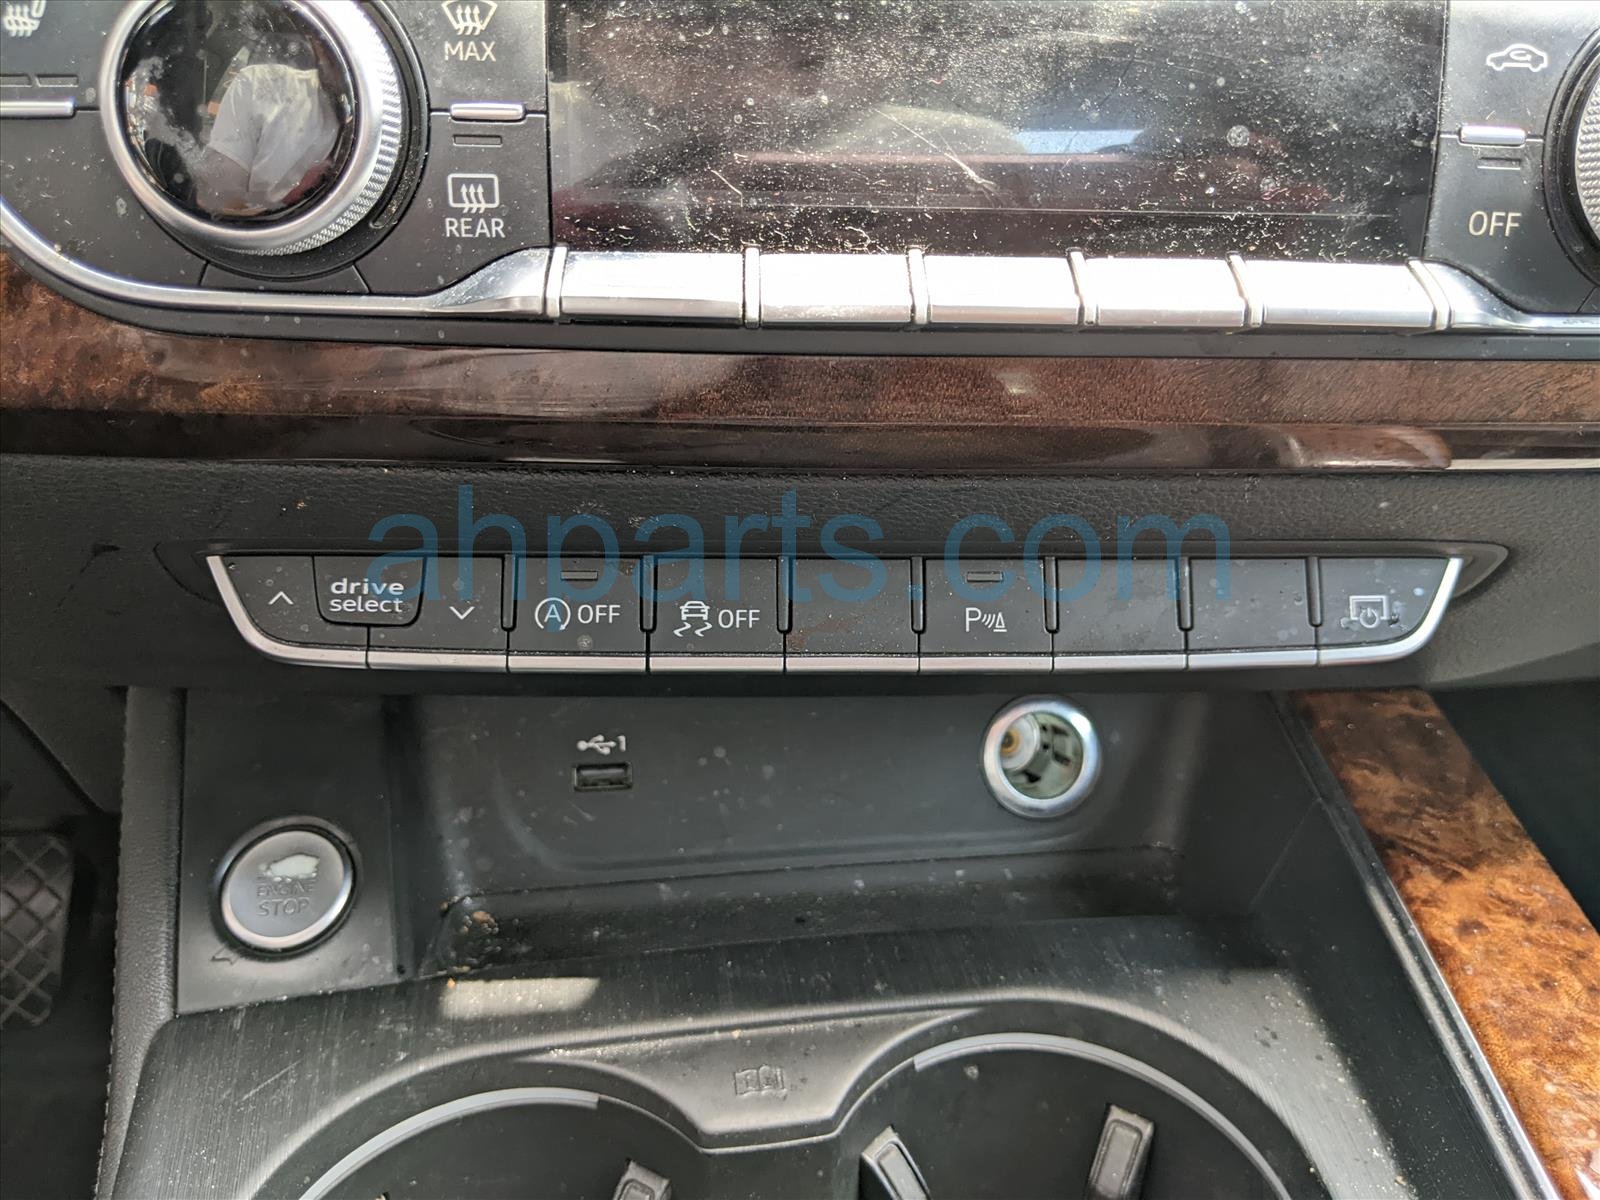 MAX
REAR
OFF
ahparts.com
drive
select
A OFF
OFF
P
1
ENGINE
STOP